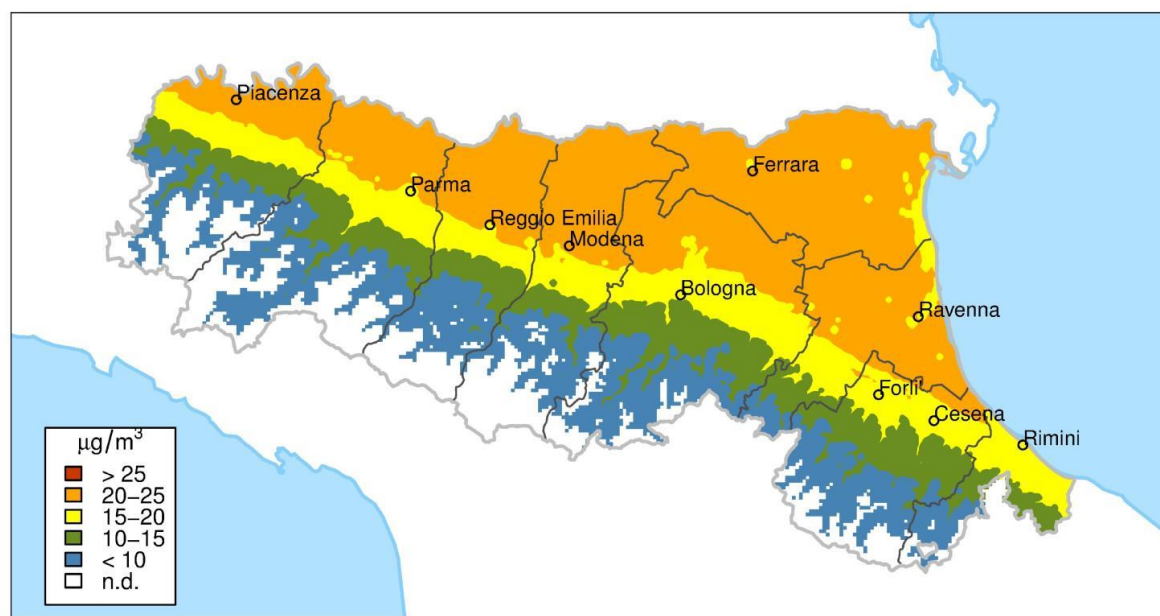 Piacenza
Ferrara
Parma
Reggio Emilia
Modena
Bologna
Ravenna
Forli'
Cesena
Rimini
μg/m³
> 25
20−25
15−20
10−15
< 10
n.d.